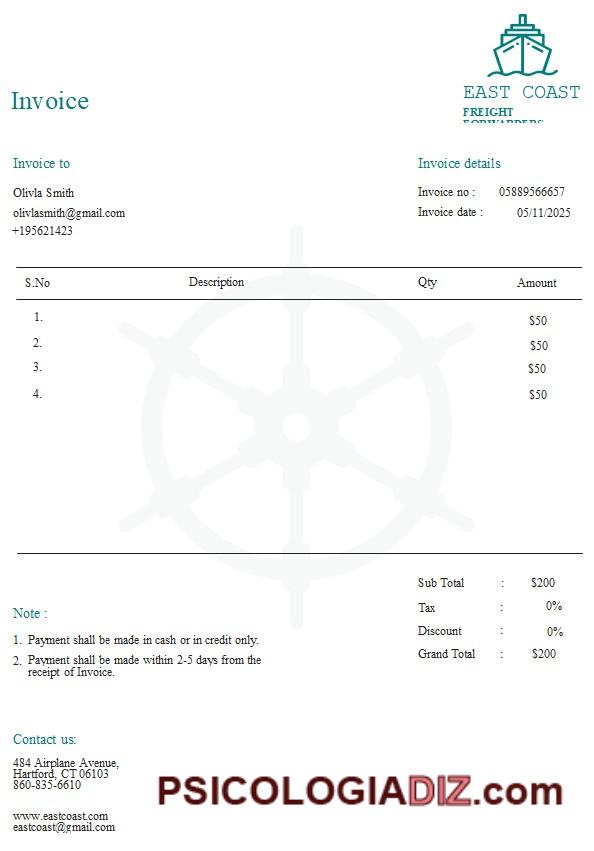 EAST COAST
FREIGHT
FORWARDERS
Invoice
Invoice to
Olivla Smith
olivlasmith@gmail.com
+195621423
Invoice details
Invoice no : 05889566657
Invoice date : 05/11/2025
S.No Description Qty Amount
1. $50
2. $50
3. $50
4. $50
Sub Total : $200
Tax : 0%
Discount : 0%
Grand Total : $200
Note :
1. Payment shall be made in cash or in credit only.
2. Payment shall be made within 2-5 days from the
receipt of Invoice.
Contact us:
484 Airplane Avenue,
Hartford, CT 06103
860-835-6610
www.eastcoast.com
eastcoast@gmail.com
PSICOLOGIADIZ.com